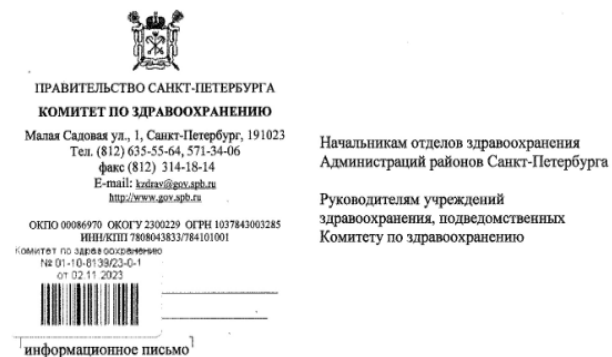 ПРАВИТЕЛЬСТВО САНКТ-ПЕТЕРБУРГА
КОМИТЕТ ПО ЗДРАВООХРАНЕНИЮ
Малая Садовая ул., 1, Санкт-Петербург, 191023
Тел. (812) 635-55-64, 571-34-06
факс (812) 314-18-14
E-mail: kzdrav@gov.spb.ru
http://www.gov.spb.ru
ОКПО 00086970 ОКОГУ 2300229 ОГРН 1037843003285
ИНН/КПП 7808043833/784101001
Комитет по здравоохранению
№ 01-10-8139/23-0-1
от 02.11.2023
информационное письмо
Начальникам отделов здравоохранения
Администраций районов Санкт-Петербурга
Руководителям учреждений
здравоохранения, подведомственных
Комитету по здравоохранению